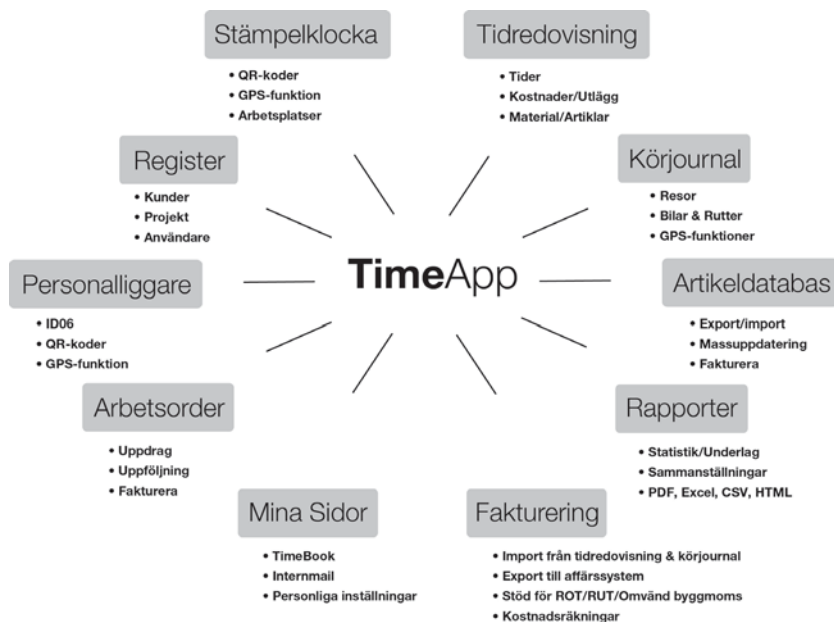 Stämpelklocka
• QR-koder
• GPS-funktion
• Arbetsplatser
Tidredovisning
• Tider
• Kostnader/Utlägg
• Material/Artiklar
Register
• Kunder
• Projekt
• Användare
Körjournal
• Resor
• Bilar & Rutter
• GPS-funktioner
TimeApp
Personalliggare
• ID06
• QR-koder
• GPS-funktion
Artikeldatabas
• Export/import
• Massuppdatering
• Fakturera
Arbetsorder
• Uppdrag
• Uppföljning
• Fakturera
Rapporter
• Statistik/Underlag
• Sammanställningar
• PDF, Excel, CSV, HTML
Mina Sidor
• TimeBook
• Internmail
• Personliga inställningar
Fakturering
• Import från tidredovisning & körjournal
• Export till affärssystem
• Stöd för ROT/RUT/Omvänd byggmoms
• Kostnadsräkningar